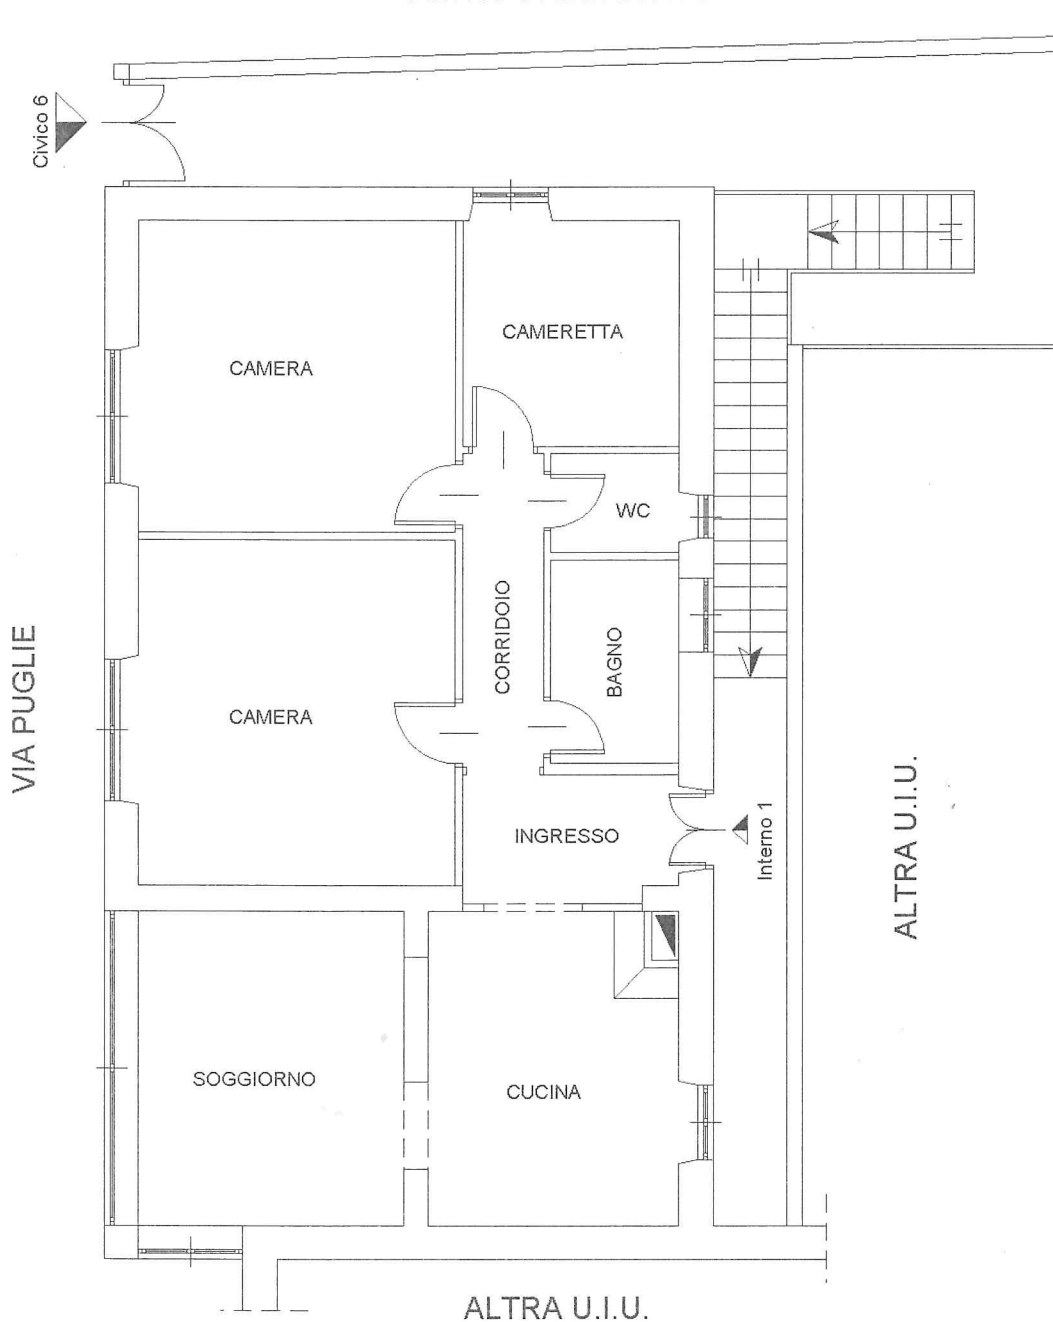 Civico 6
CAMERETTA
CAMERA
WC
CORRIDOIO
BAGNO
VIA PUGLIE
CAMERA
INGRESSO
Interno 1
ALTRA U.I.U.
SOGGIORNO
CUCINA
ALTRA U.I.U.